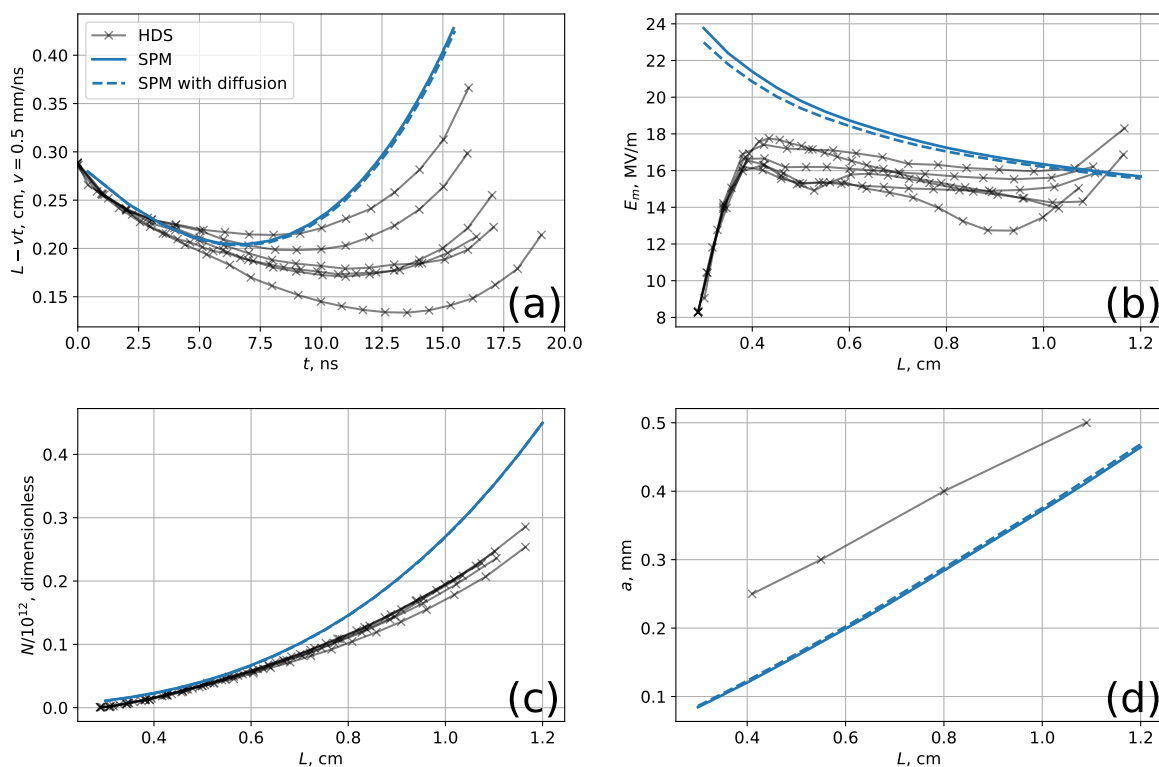 0.40
0.35
0.30
0.25
0.20
0.15
L − vt, cm, v = 0.5 mm/ns
HDS
SPM
SPM with diffusion
(a)
0.0 2.5 5.0 7.5 10.0 12.5 15.0 17.5 20.0
t, ns
24
22
20
18
16
14
12
10
8
E_m, MV/m
(b)
0.4 0.6 0.8 1.0 1.2
L, cm
0.4
0.3
0.2
0.1
0.0
N/10^12, dimensionless
(c)
0.4 0.6 0.8 1.0 1.2
L, cm
0.5
0.4
0.3
0.2
0.1
a, mm
(d)
0.4 0.6 0.8 1.0 1.2
L, cm